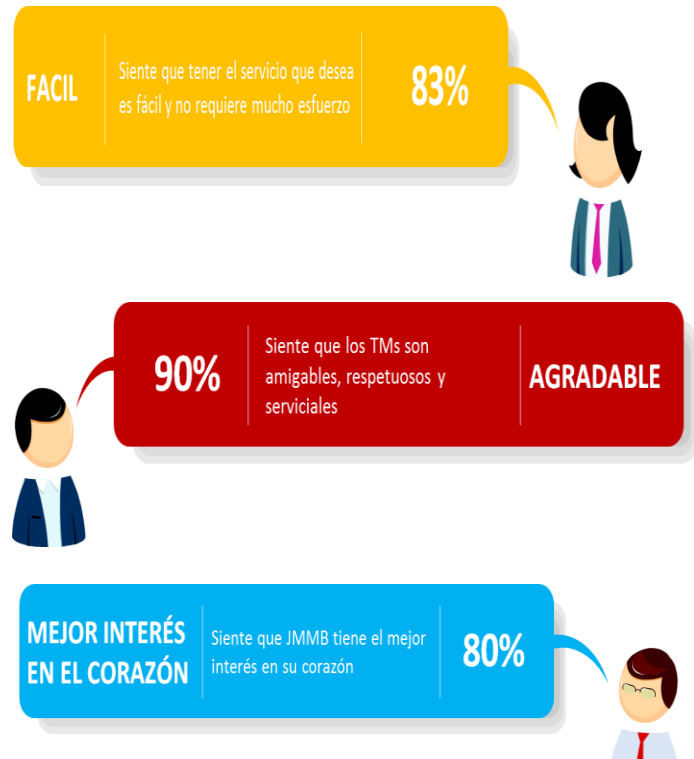 FACIL
Siente que tener el servicio que desea
es fácil y no requiere mucho esfuerzo
83%
90%
Siente que los TMs son
amigables, respetuosos y
serviciales
AGRADABLE
MEJOR INTERÉS
EN EL CORAZÓN
Siente que JMMB tiene el mejor
interés en su corazón
80%